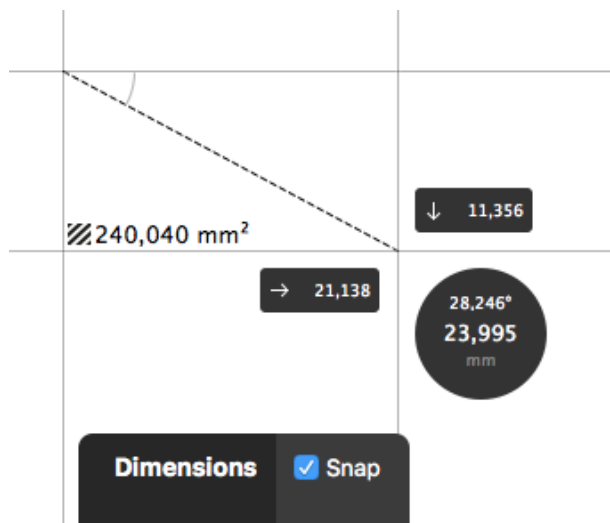 ↓ 11,356
240,040 mm²
→ 21,138
28,246°
23,995
mm
Dimensions Snap